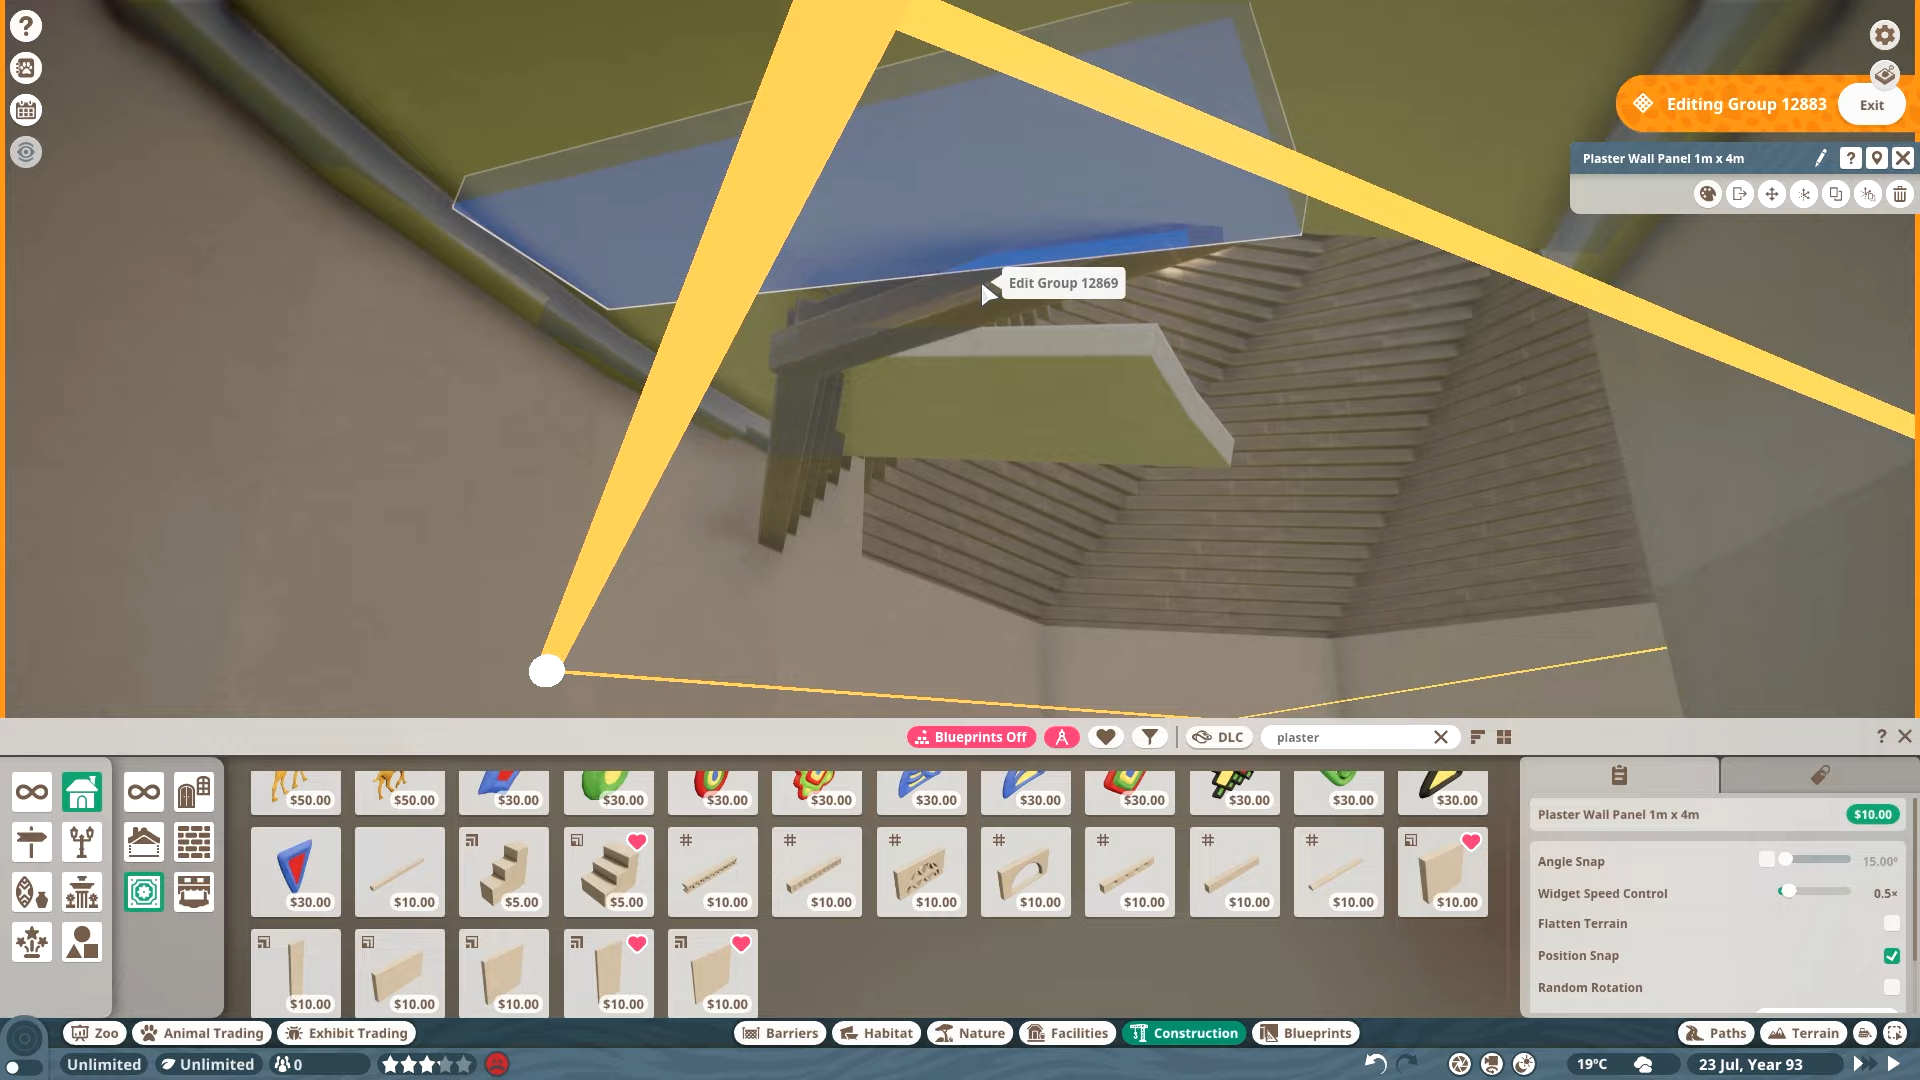 Editing Group 12883
Exit
Plaster Wall Panel 1m x 4m
?
?
Edit Group 12869
Blueprints Off
DLC
plaster
?
$50.00
$50.00
$30.00
$30.00
$30.00
$30.00
$30.00
$30.00
$30.00
$30.00
$30.00
$30.00
$30.00
$10.00
$5.00
$5.00
$10.00
$10.00
$10.00
$10.00
$10.00
$10.00
$10.00
$10.00
$10.00
$10.00
$10.00
$10.00
$10.00
Plaster Wall Panel 1m x 4m
$10.00
Angle Snap
15.00°
Widget Speed Control
0.5×
Flatten Terrain
Position Snap
Random Rotation
Zoo
Animal Trading
Exhibit Trading
Barriers
Habitat
Nature
Facilities
Construction
Blueprints
Paths
Terrain
Unlimited
Unlimited
0
19°C
23 Jul, Year 93